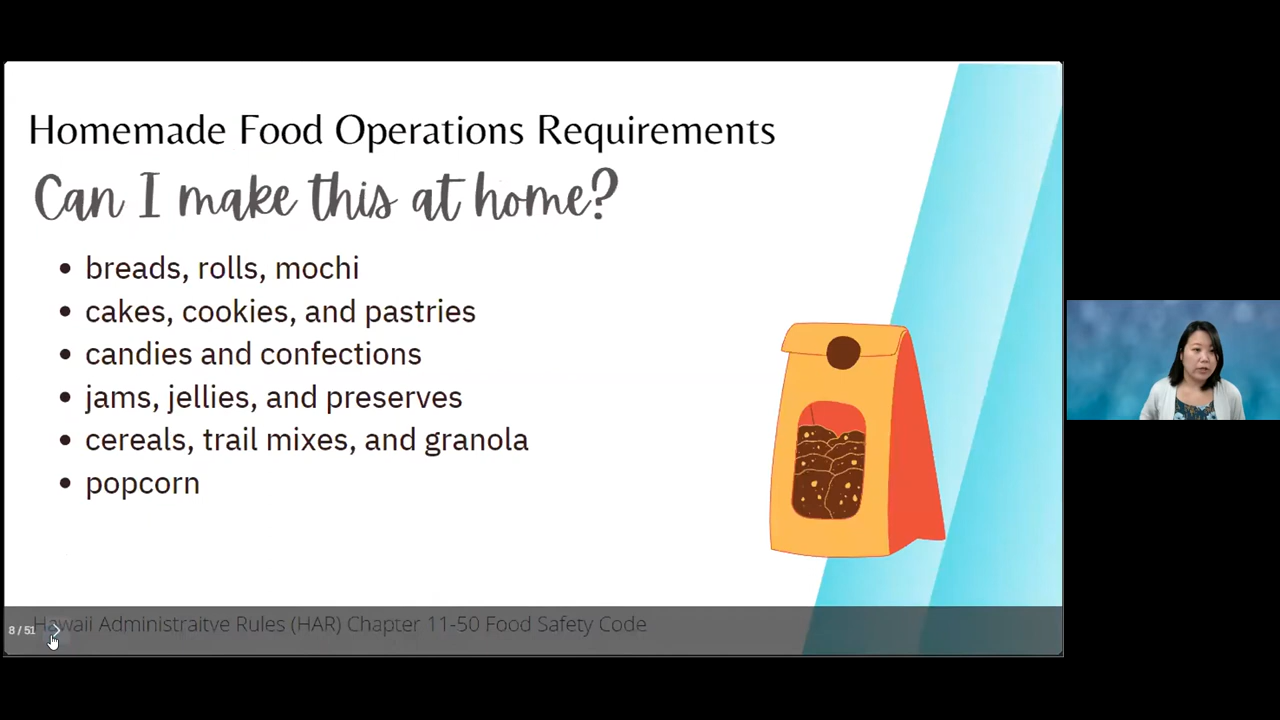 Homemade Food Operations Requirements
Can I make this at home?
• breads, rolls, mochi
• cakes, cookies, and pastries
• candies and confections
• jams, jellies, and preserves
• cereals, trail mixes, and granola
• popcorn
Hawaii Administraitve Rules (HAR) Chapter 11-50 Food Safety Code
8 / 51